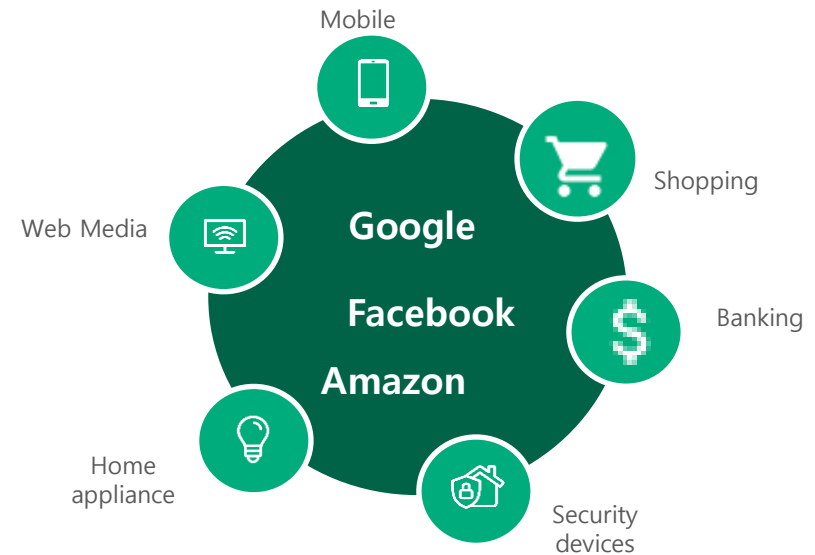 Mobile
Shopping
Web Media
Google
Facebook
Banking
Amazon
Home
appliance
Security
devices
$